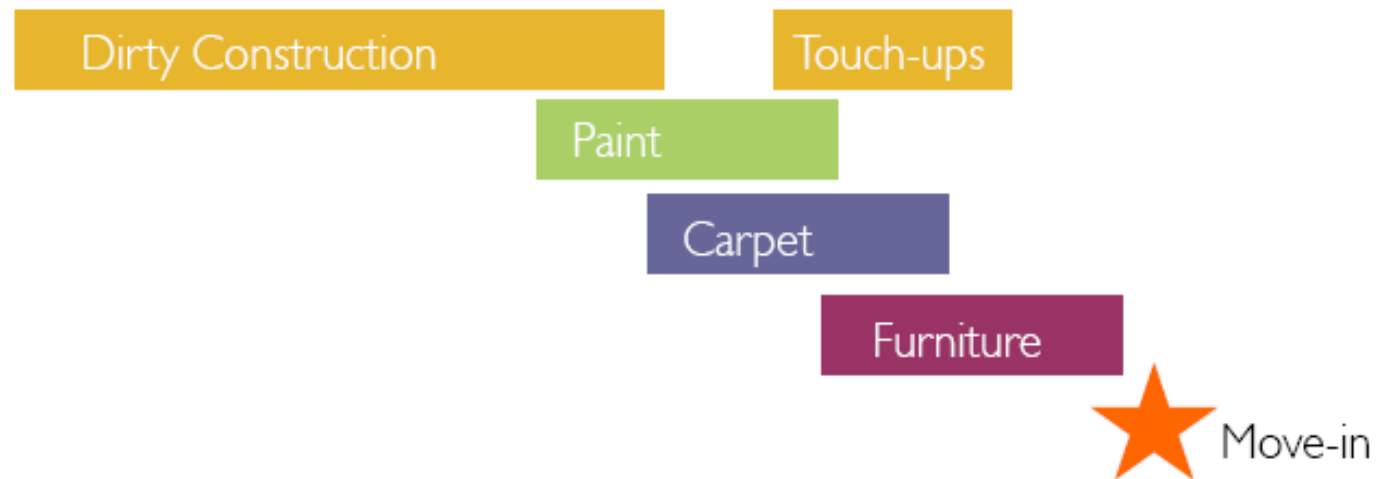 Dirty Construction
Touch-ups
Paint
Carpet
Furniture
Move-in